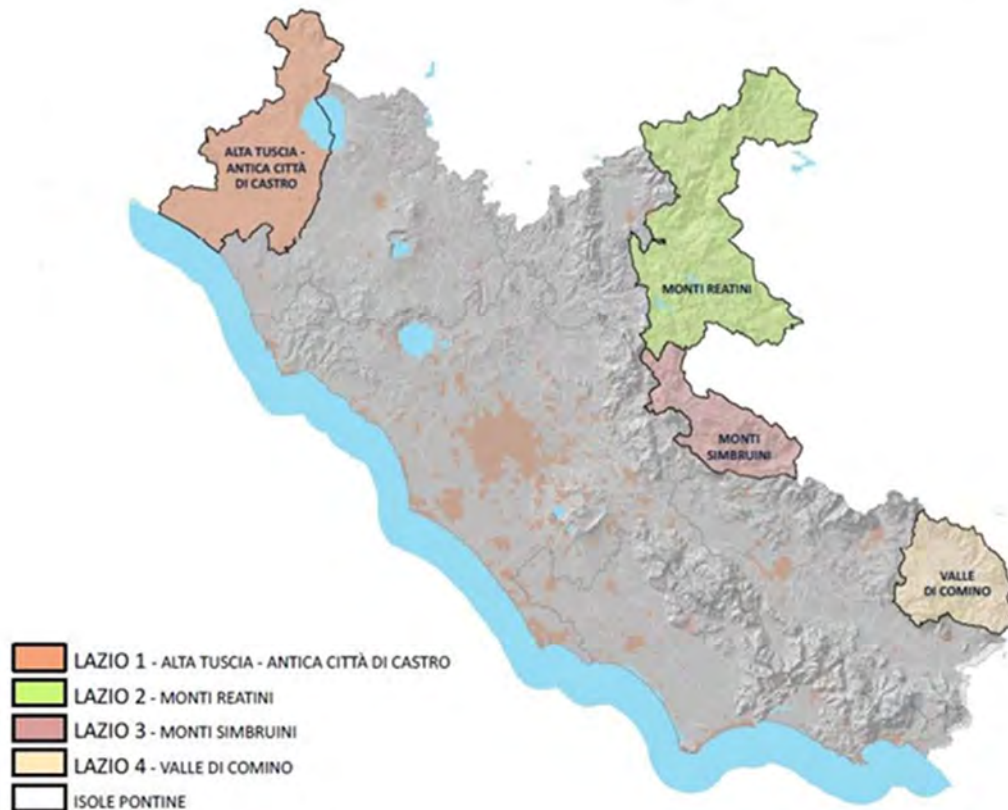 ALTA TUSCIA -
ANTICA CITTÀ
DI CASTRO
MONTI REATINI
MONTI
SIMBRUINI
VALLE
DI COMINO
LAZIO 1 - ALTA TUSCIA - ANTICA CITTÀ DI CASTRO
LAZIO 2 - MONTI REATINI
LAZIO 3 - MONTI SIMBRUINI
LAZIO 4 - VALLE DI COMINO
ISOLE PONTINE